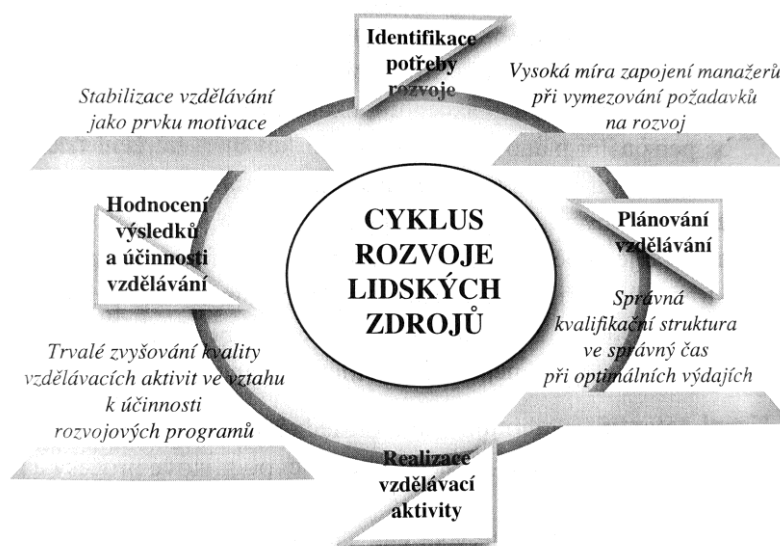 Identifikace
potřeby
rozvoje
Vysoká míra zapojení manažerů
při vymezování požadavků
na rozvoj
Stabilizace vzdělávání
jako prvku motivace
Hodnocení
výsledků
a účinnosti
vzdělávání
CYKLUS
ROZVOJE
LIDSKÝCH
ZDROJŮ
Plánování
vzdělávání
Správná
kvalifikační struktura
ve správný čas
při optimálních výdajích
Trvalé zvyšování kvality
vzdělávacích aktivit ve vztahu
k účinnosti
rozvojových programů
Realizace
vzdělávací
aktivity